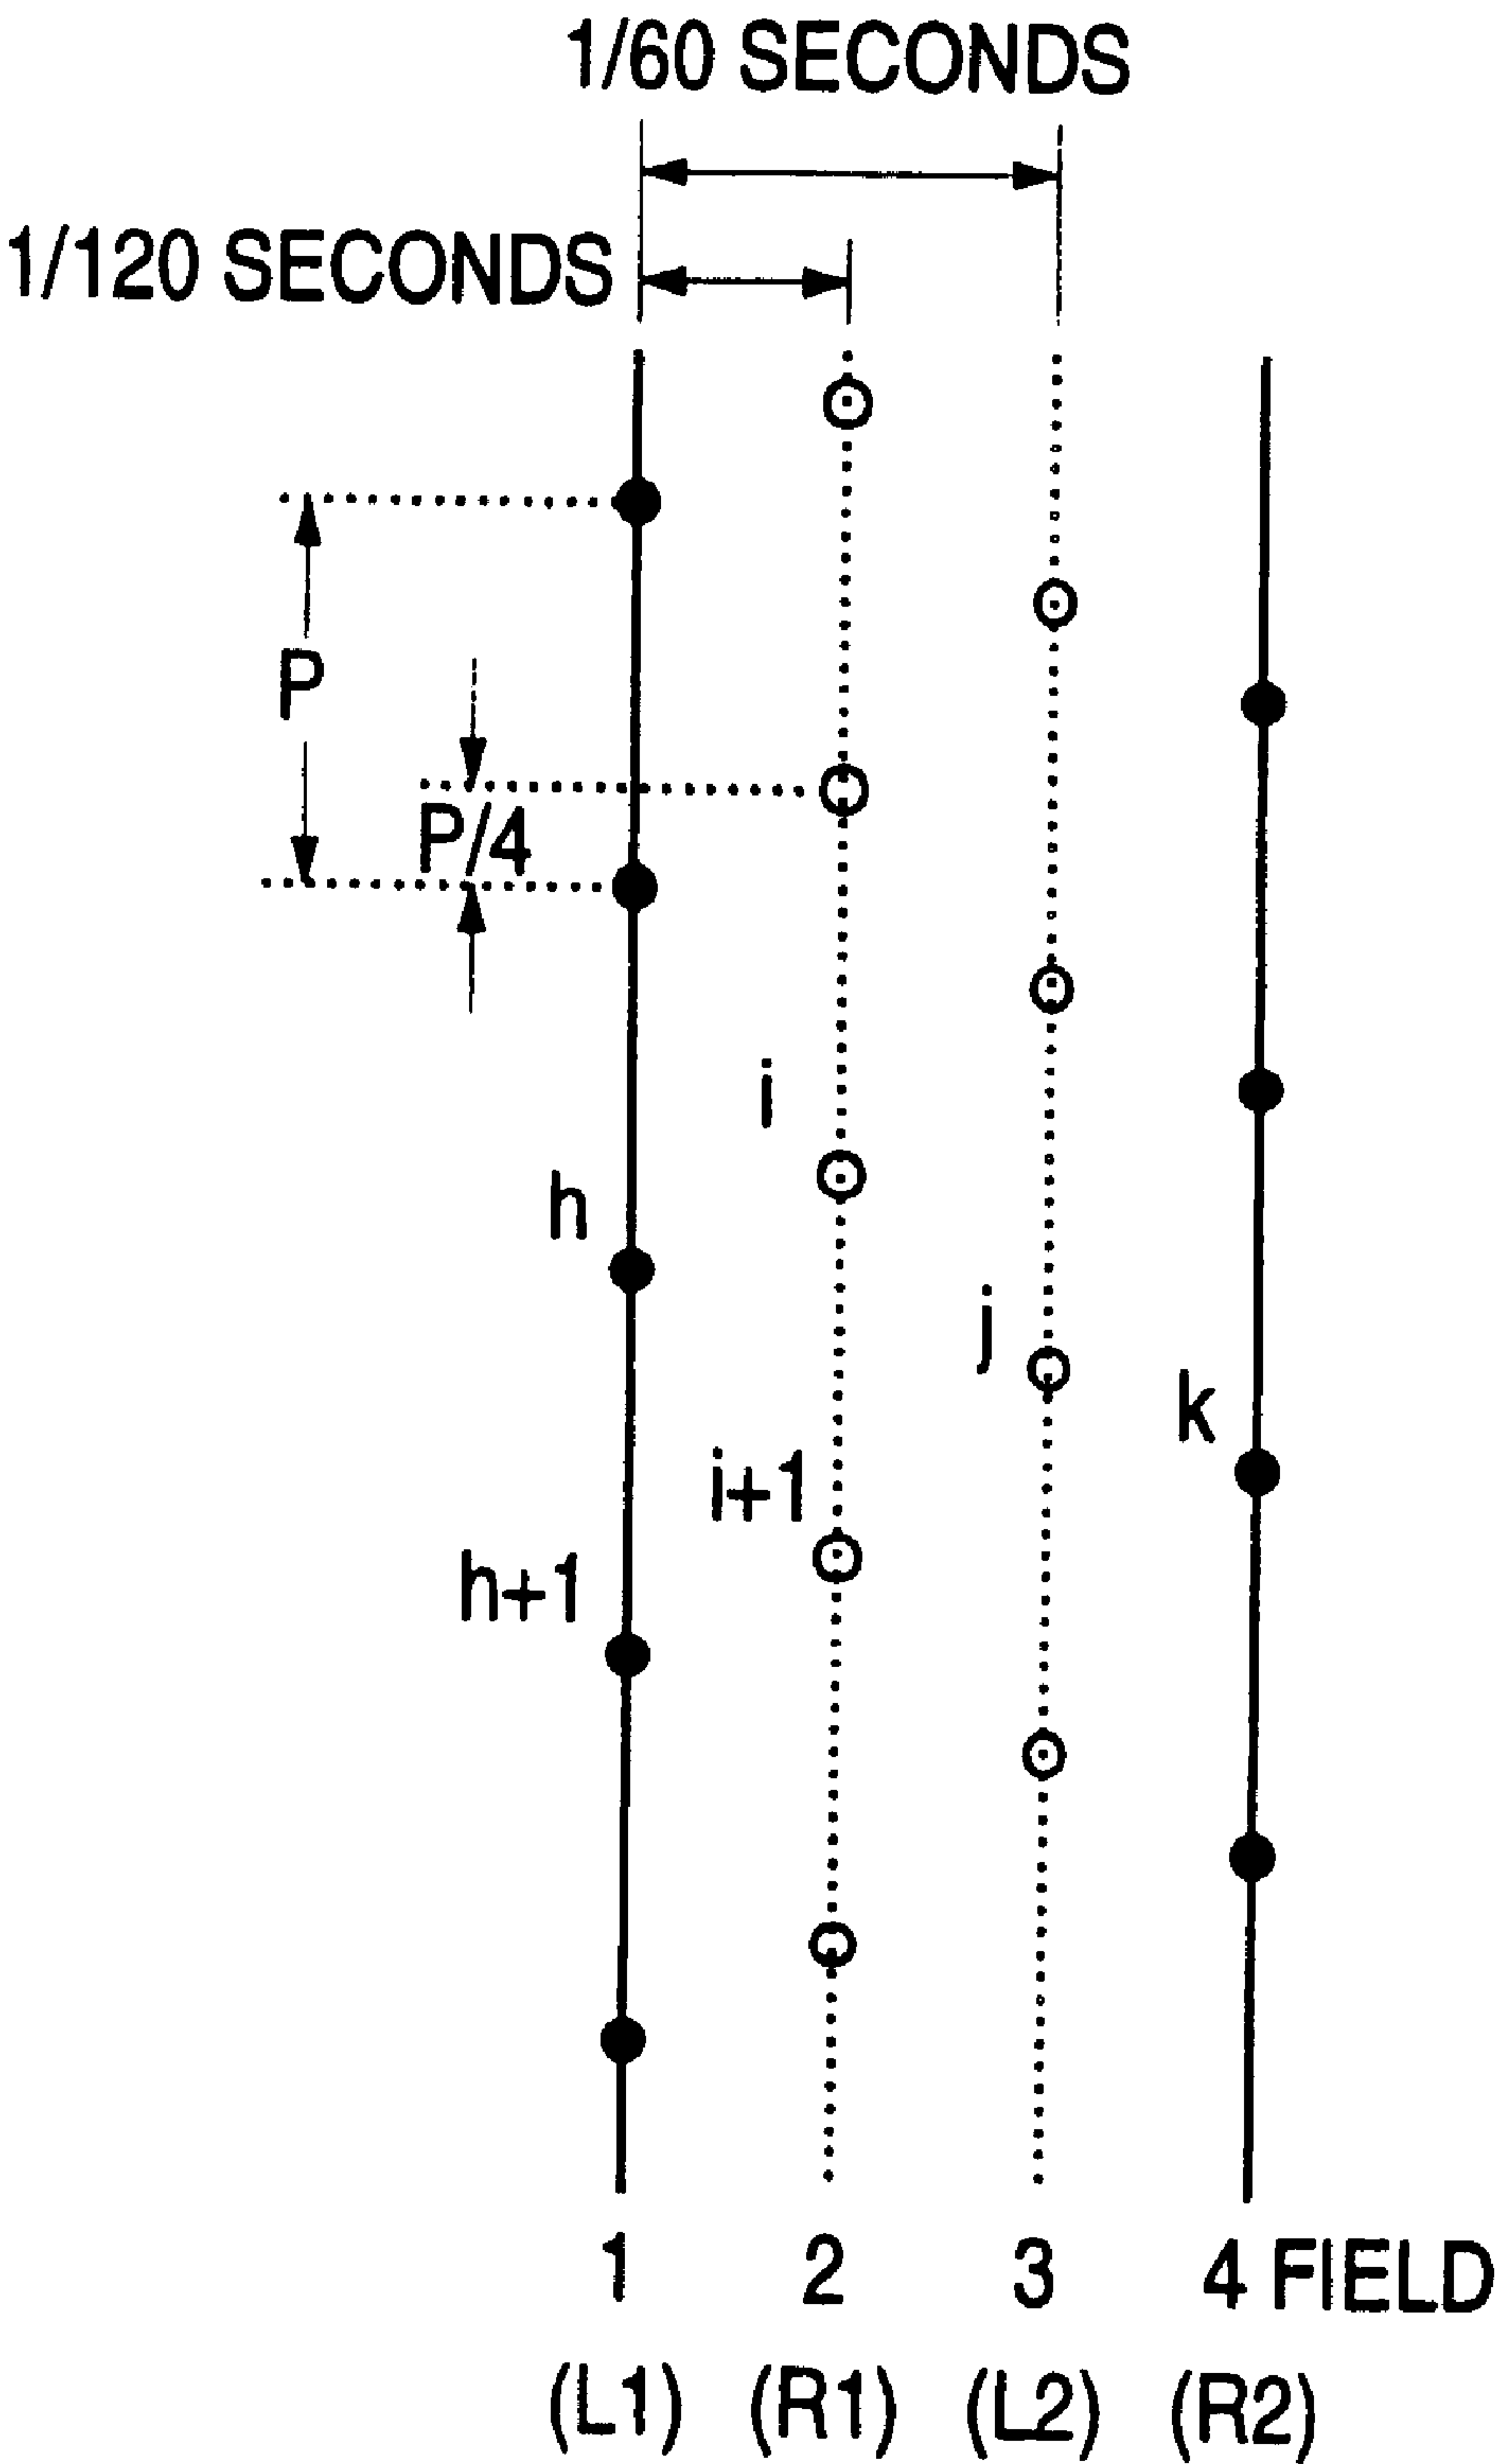 1/60 SECONDS
1/120 SECONDS
P
P/4
i
h
j
k
i+1
h+1
1 2 3 4 FIELD
(L1) (R1) (L2) (R2)